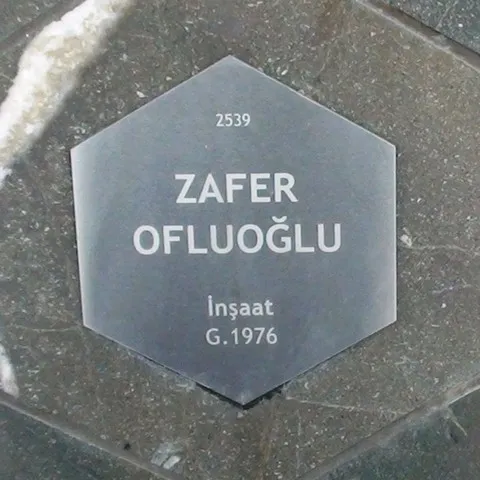 2539
ZAFER
OFLUOĞLU
İnşaat
G.1976